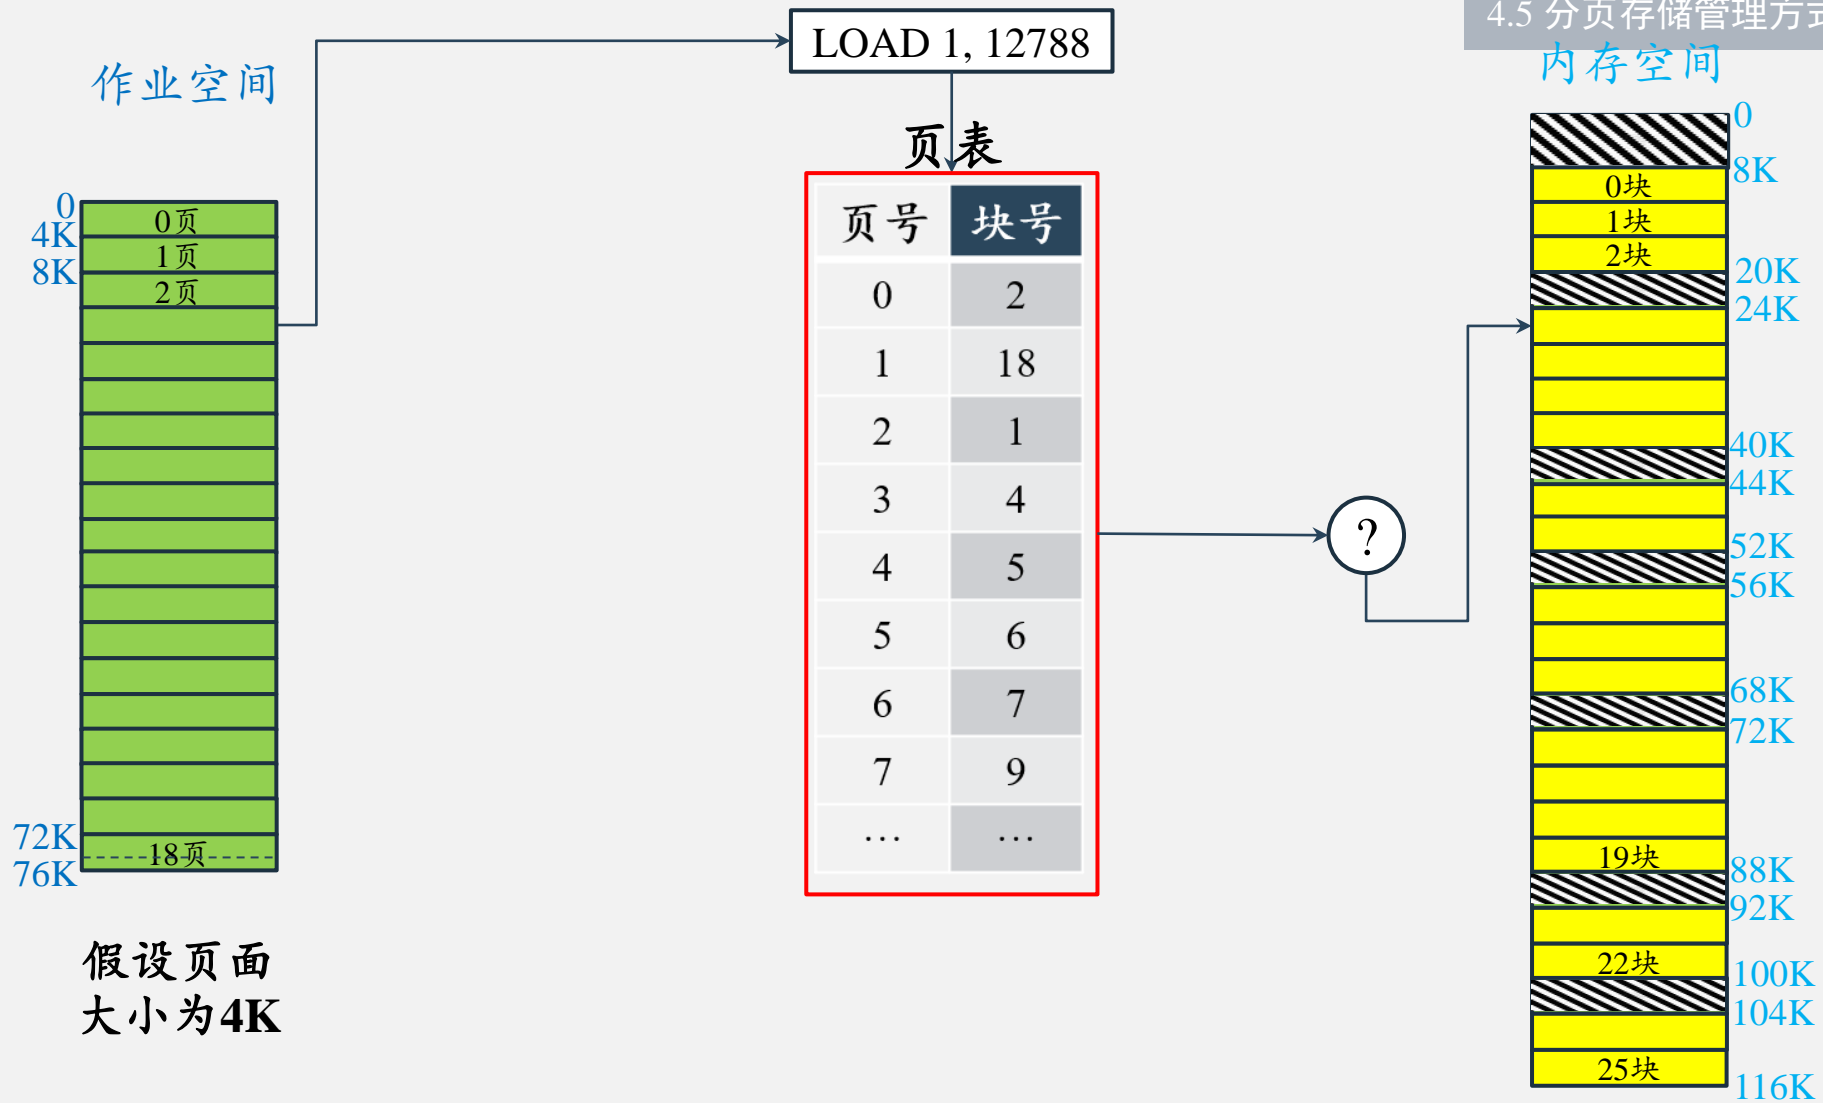 4.5 分页存储管理方式
LOAD 1, 12788
作业空间
内存空间
页表
0
4K
8K
0页
1页
2页
72K
18页
76K
假设页面
大小为4K
页号 块号
0 2
1 18
2 1
3 4
4 5
5 6
6 7
7 9
… …
?
0
8K
0块
1块
2块
20K
24K
40K
44K
52K
56K
68K
72K
19块
88K
92K
22块
100K
104K
25块
116K